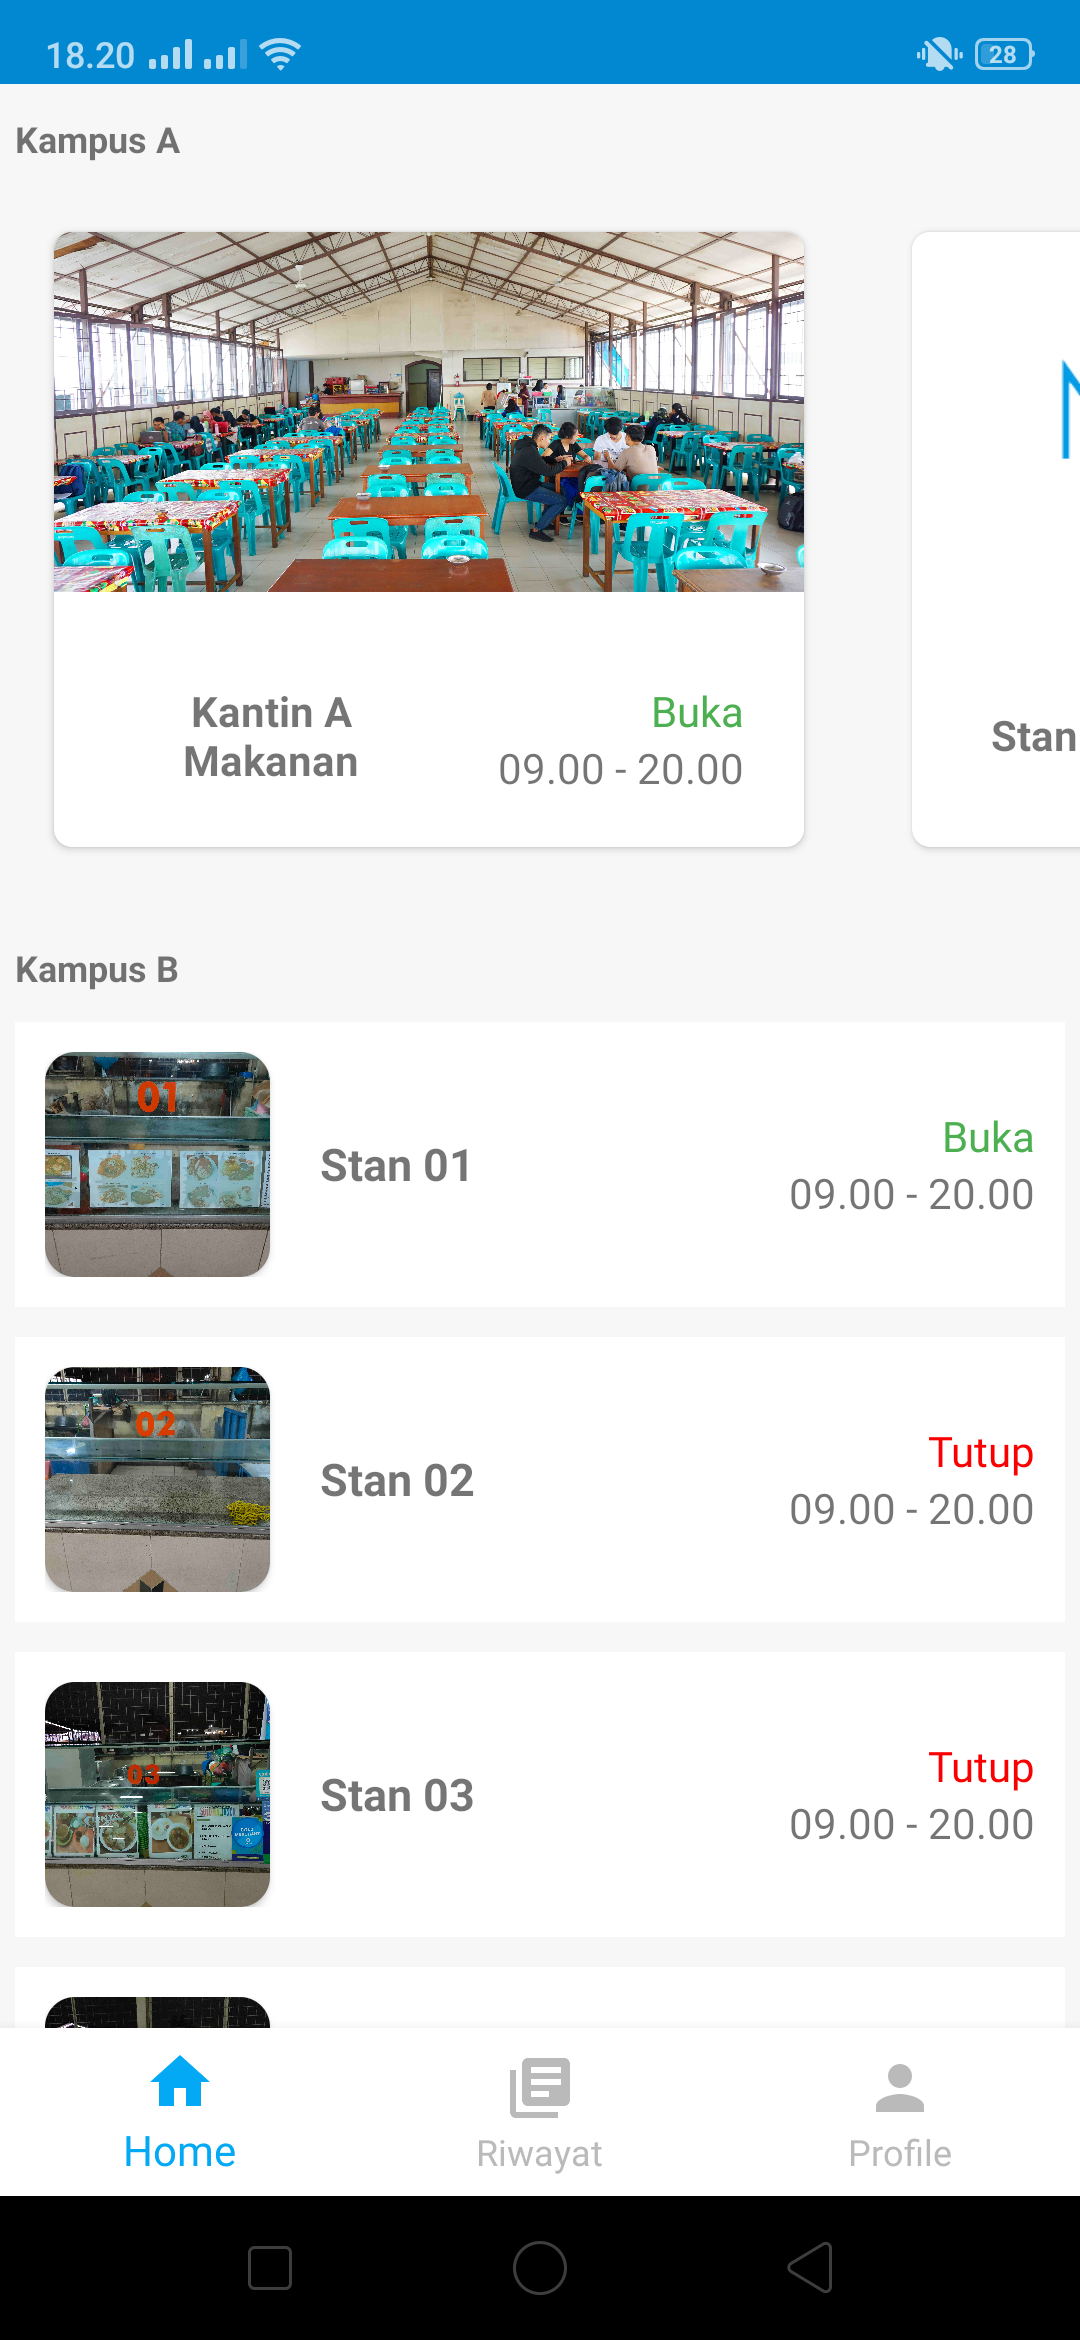 18.20
28
Kampus A
Kantin A
Makanan
Buka
09.00 - 20.00
Stan
Kampus B
01
Stan 01
Buka
09.00 - 20.00
02
Stan 02
Tutup
09.00 - 20.00
03
Stan 03
Tutup
09.00 - 20.00
Home
Riwayat
Profile